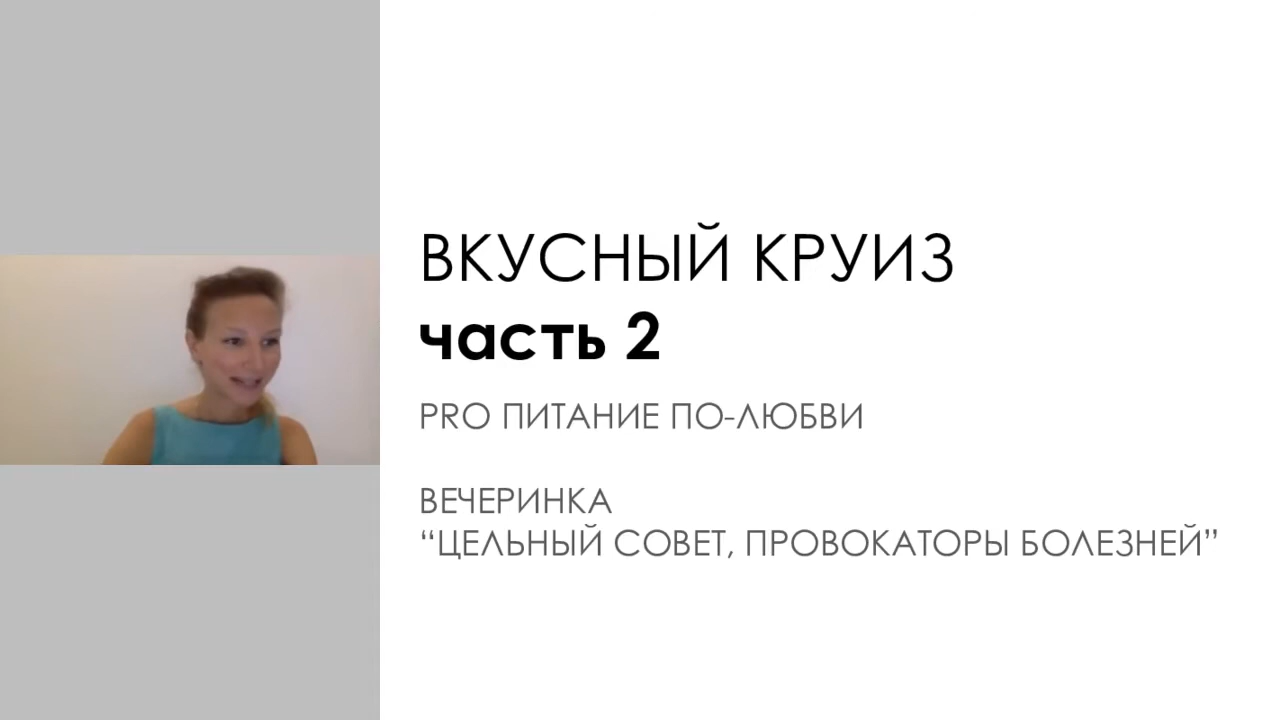 ВКУСНЫЙ КРУИЗ
часть 2
PRO ПИТАНИЕ ПО-ЛЮБВИ
ВЕЧЕРИНКА
“ЦЕЛЬНЫЙ СОВЕТ, ПРОВОКАТОРЫ БОЛЕЗНЕЙ”